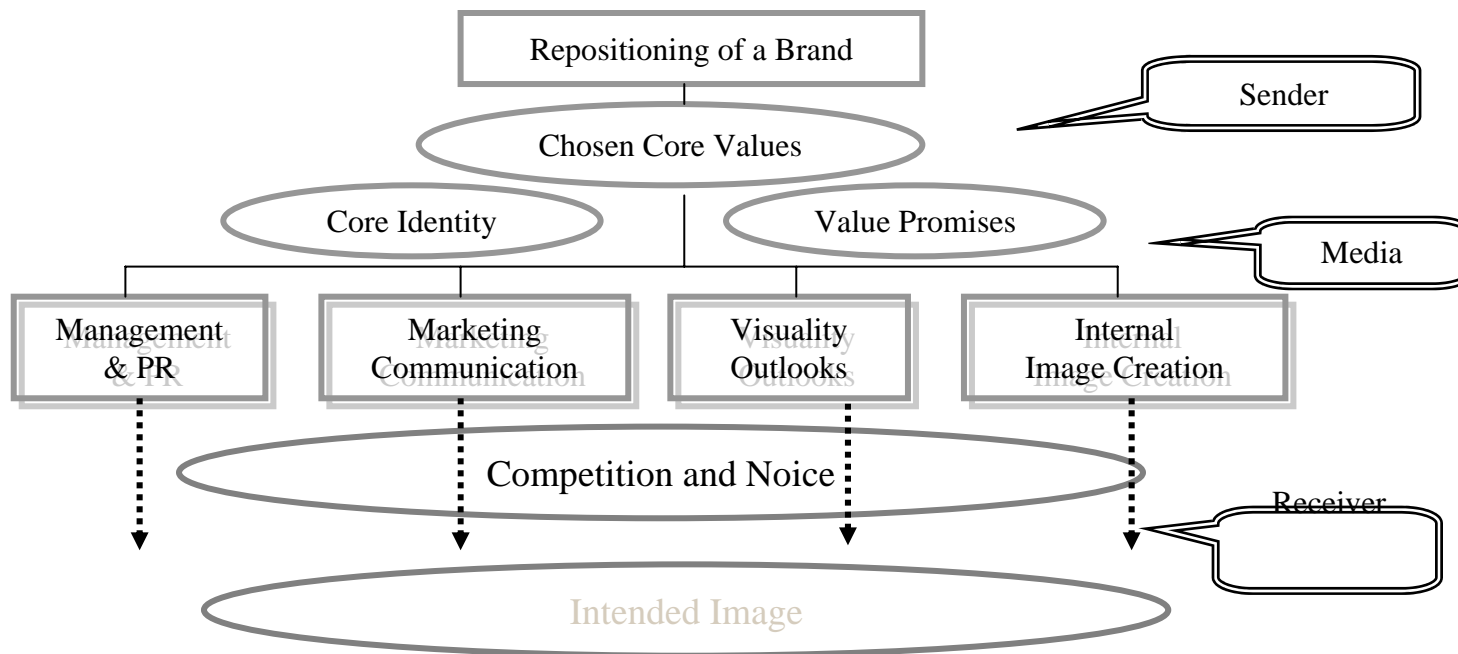 Repositioning of a Brand
Sender
Chosen Core Values
Core Identity
Value Promises
Media
Management
& PR
Marketing
Communication
Visuality
Outlooks
Internal
Image Creation
Competition and Noice
Receiver
Intended Image